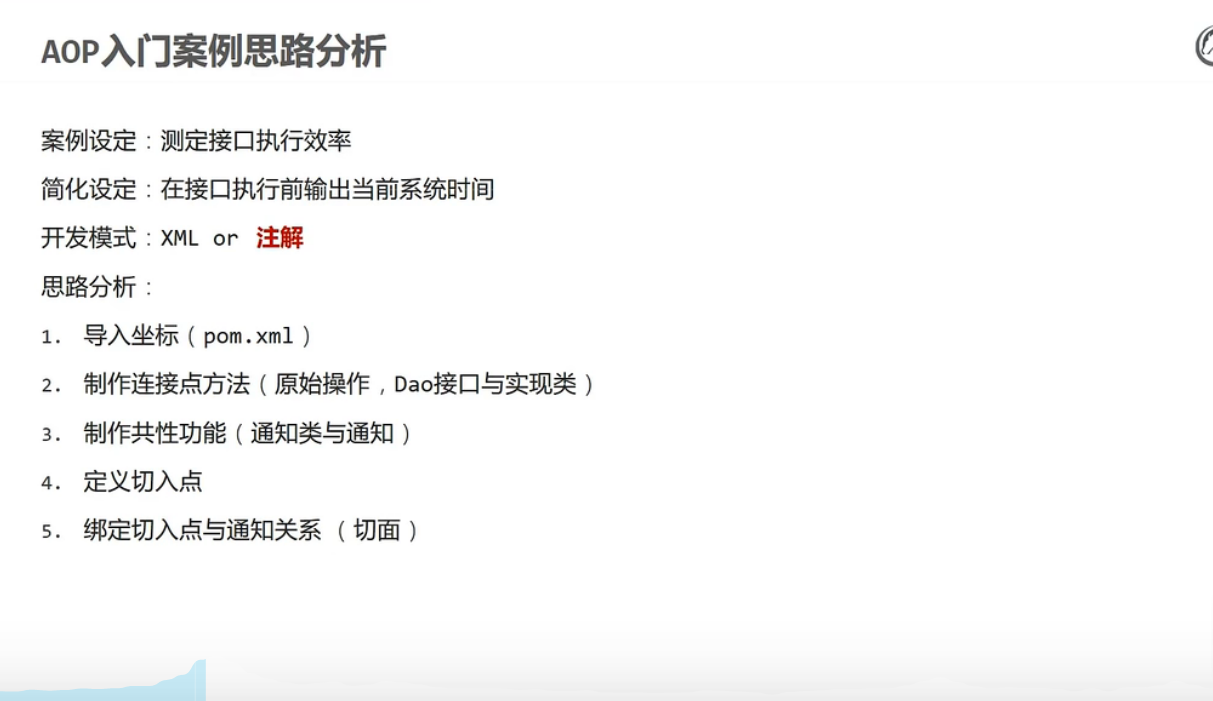 AOP入门案例思路分析
案例设定：测定接口执行效率
简化设定：在接口执行前输出当前系统时间
开发模式：XML or 注解
思路分析：
1. 导入坐标（pom.xml）
2. 制作连接点方法（原始操作，Dao接口与实现类）
3. 制作共性功能（通知类与通知）
4. 定义切入点
5. 绑定切入点与通知关系（切面）